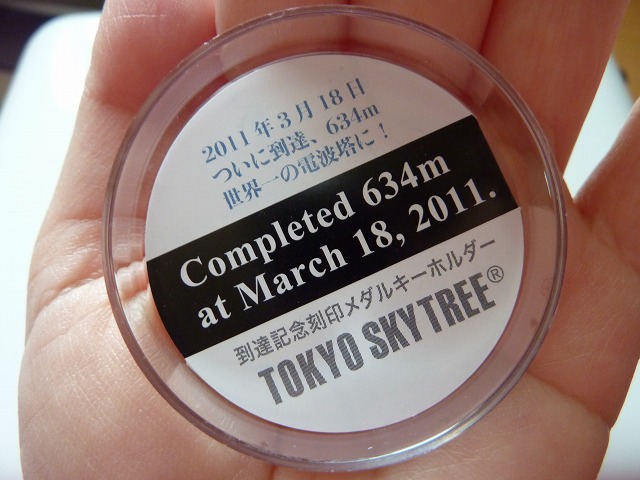 2011年3月18日
ついに到達、634m
世界一の電波塔に！
Completed 634m
at March 18, 2011.
到達記念刻印メダルキーホルダー
TOKYO SKYTREE®